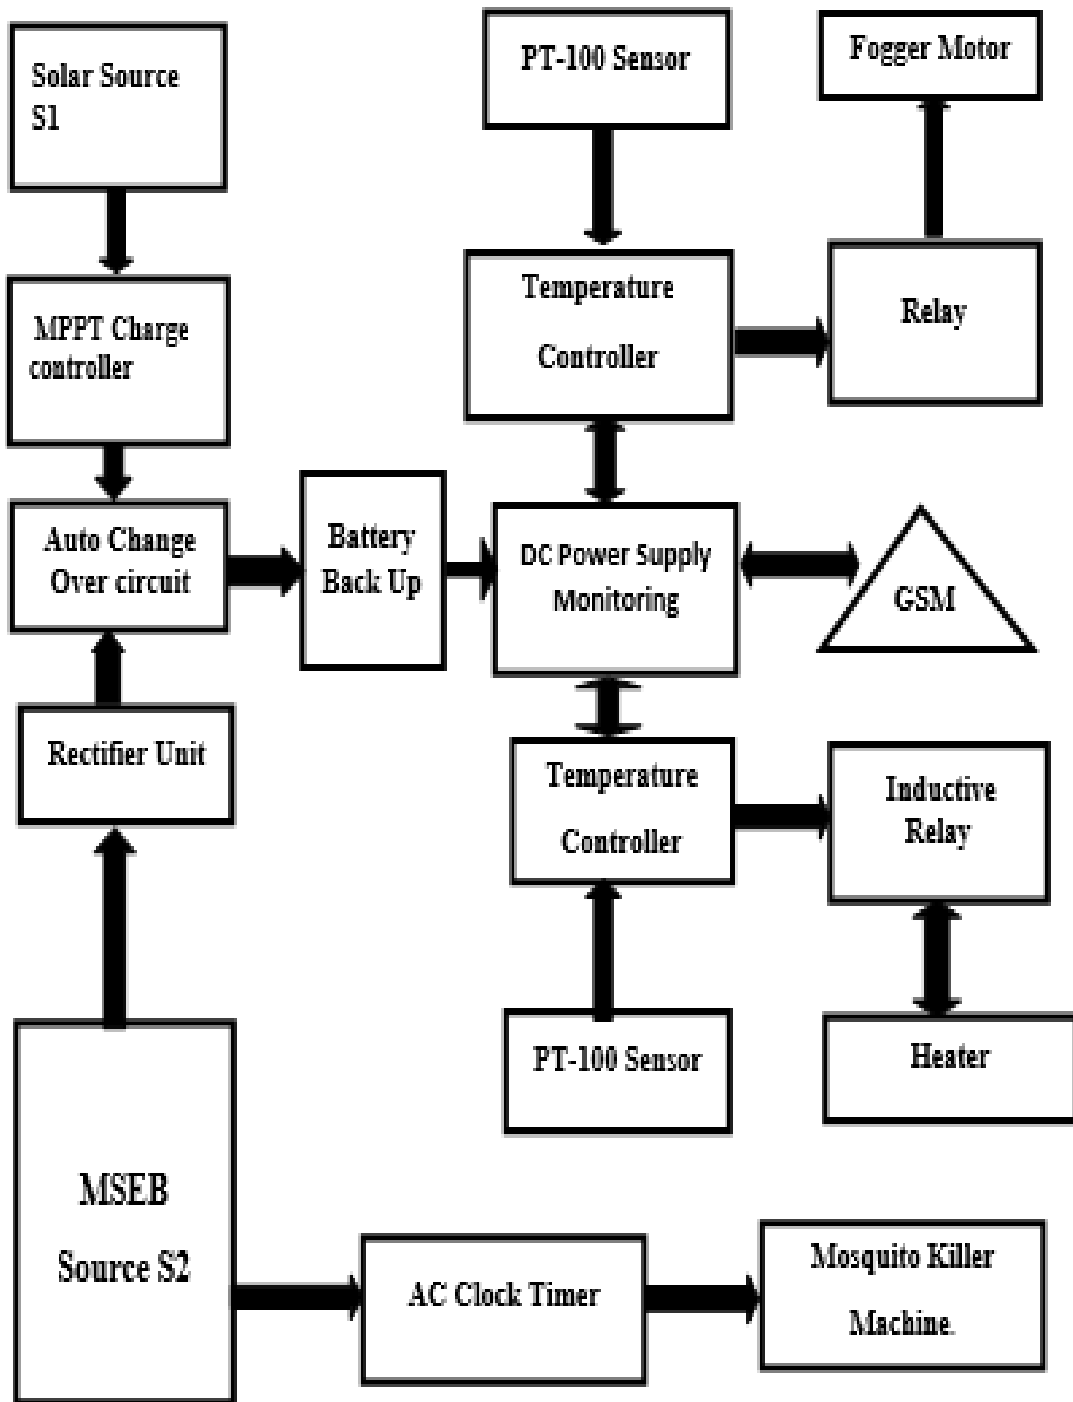 Solar Source
S1
PT-100 Sensor
Fogger Motor
MPPT Charge
controller
Temperature
Controller
Relay
Auto Change
Over circuit
Battery
Back Up
DC Power Supply
Monitoring
GSM
Rectifier Unit
Temperature
Controller
Inductive
Relay
PT-100 Sensor
Heater
MSEB
Source S2
AC Clock Timer
Mosquito Killer
Machine.